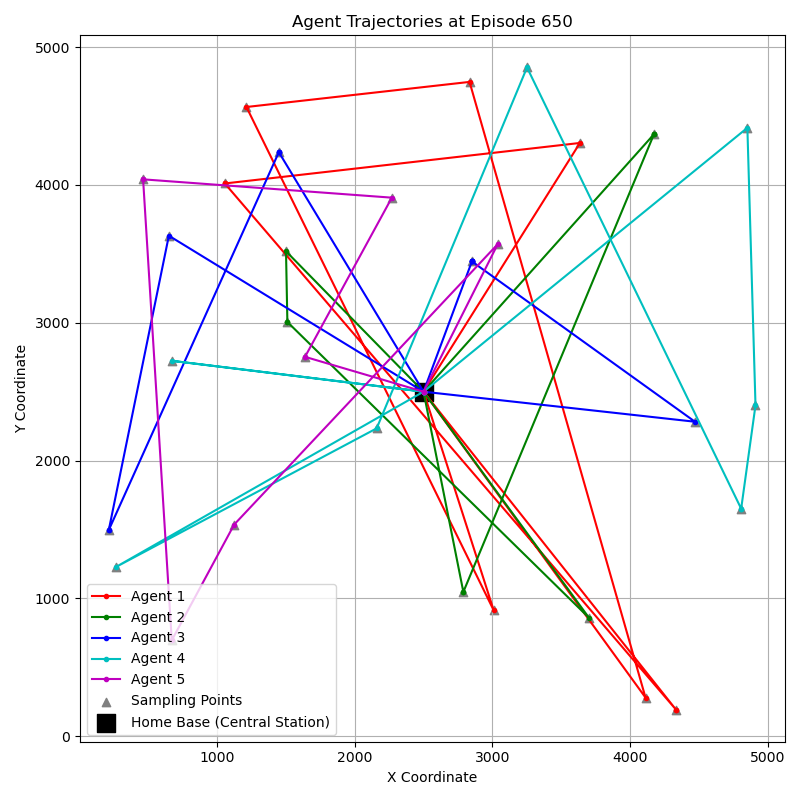 Agent Trajectories at Episode 650
Y Coordinate
5000
4000
3000
2000
1000
0
Agent 1
Agent 2
Agent 3
Agent 4
Agent 5
Sampling Points
Home Base (Central Station)
1000 2000 3000 4000 5000
X Coordinate